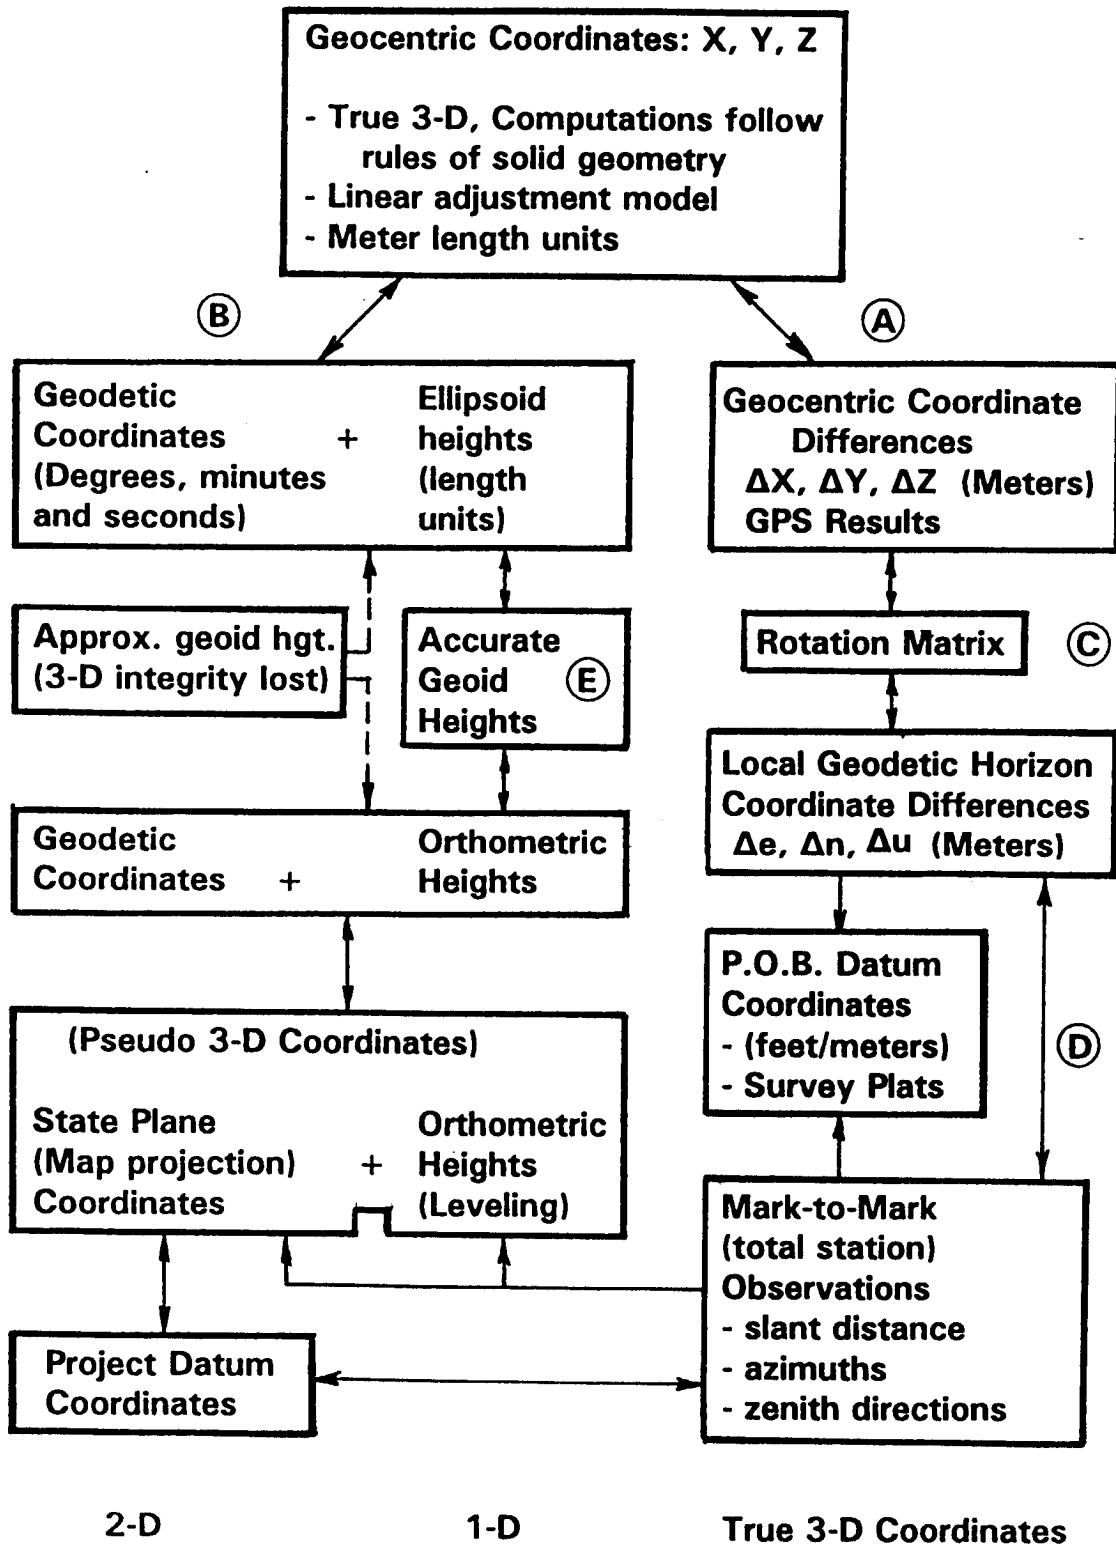 Geocentric Coordinates: X, Y, Z
- True 3-D, Computations follow
rules of solid geometry
- Linear adjustment model
- Meter length units
B
A
Geodetic
Coordinates +
(Degrees, minutes
and seconds)
Ellipsoid
heights
(length
units)
Geocentric Coordinate
Differences
ΔX, ΔY, ΔZ (Meters)
GPS Results
Approx. geoid hgt.
(3-D integrity lost)
Accurate
Geoid
Heights
E
Rotation Matrix
C
Local Geodetic Horizon
Coordinate Differences
Δe, Δn, Δu (Meters)
Geodetic
Coordinates +
Orthometric
Heights
P.O.B. Datum
Coordinates
- (feet/meters)
- Survey Plats
D
(Pseudo 3-D Coordinates)
State Plane
(Map projection) +
Coordinates
Orthometric
Heights
(Leveling)
Mark-to-Mark
(total station)
Observations
- slant distance
- azimuths
- zenith directions
Project Datum
Coordinates
2-D
1-D
True 3-D Coordinates